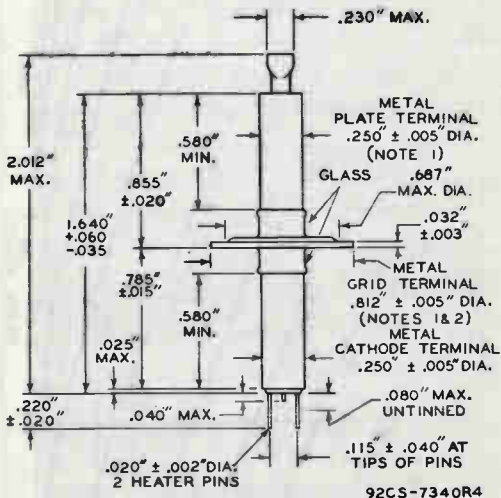 .230" MAX.
2.012"
MAX.
1.640"
+.060
-.035
.855"
±.020"
.785"
±.015"
.580"
MIN.
.580"
MIN.
METAL
PLATE TERMINAL
.250" ± .005" DIA.
(NOTE 1)
GLASS
.687"
MAX. DIA.
.032"
±.003"
METAL
GRID TERMINAL
.812" ± .005" DIA.
(NOTES 1 & 2)
METAL
CATHODE TERMINAL
.250" ± .005" DIA.
.025"
MAX.
.220"
±.020"
.040" MAX.
.080" MAX.
UNTINNED
.020" ± .002" DIA.
2 HEATER PINS
.115" ± .040" AT
TIPS OF PINS
92CS-7340R4